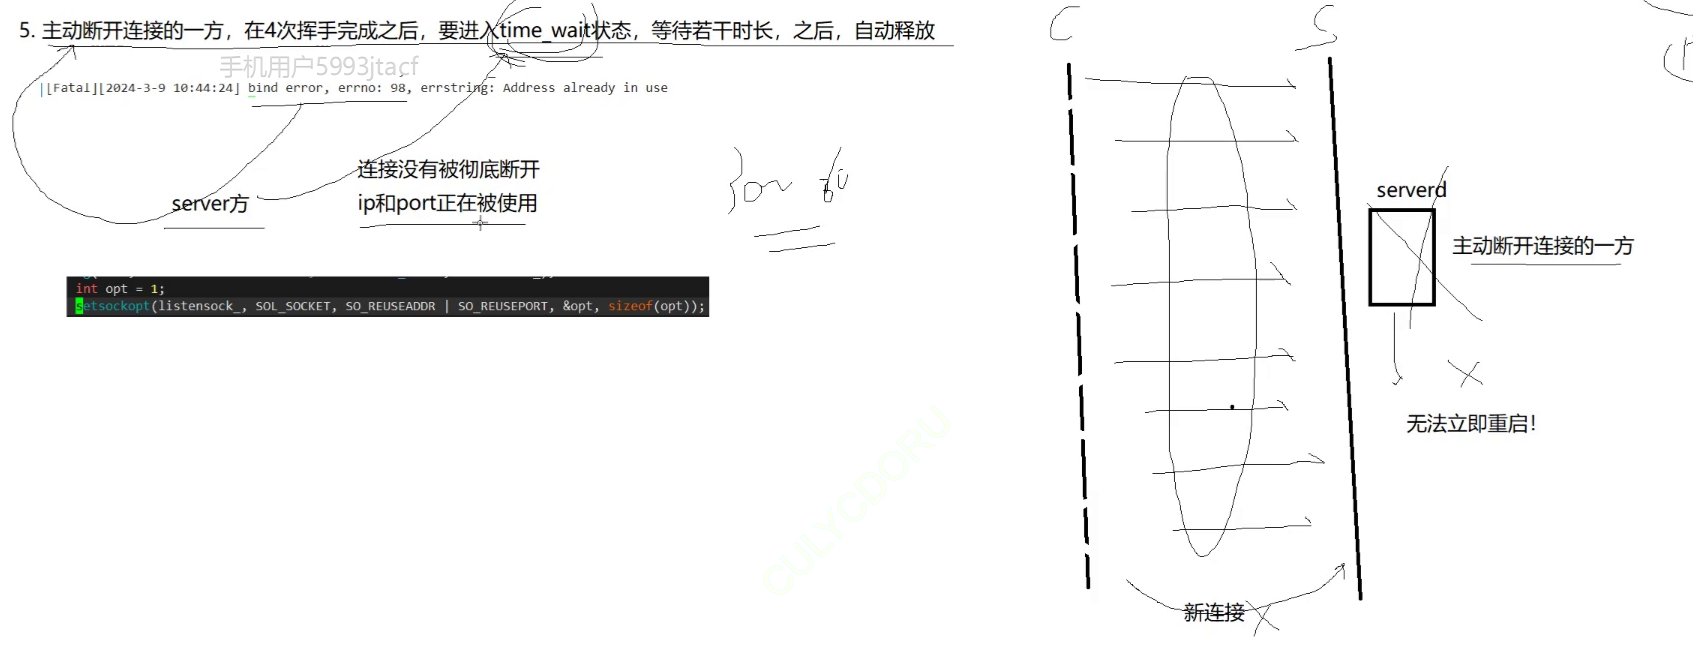 5. 主动断开连接的一方，在4次挥手完成之后，要进入time_wait状态，等待若干时长，之后，自动释放
手机用户5993jtacf
[Fatal][2024-3-9 10:44:24] bind error, errno: 98, errstring: Address already in use
连接没有被彻底断开
server方
ip和port正在被使用
int opt = 1;
setsockopt(listensock_, SOL_SOCKET, SO_REUSEADDR | SO_REUSEPORT, &opt, sizeof(opt));
C
S
serverd
主动断开连接的一方
无法立即重启！
新连接
CULYCDORU